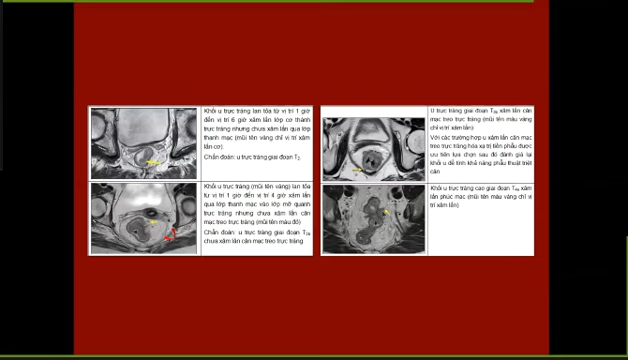 Khối u trực tràng lan tỏa từ vị trí 1 giờ
đến vị trí 6 giờ xâm lấn lớp cơ thành
trực tràng nhưng chưa xâm lấn qua lớp
thanh mạc (mũi tên vàng chỉ vị trí xâm
lấn cơ)
Chẩn đoán: u trực tràng giai đoạn T2
Khối u trực tràng (mũi tên vàng) lan tỏa
từ vị trí 1 giờ đến vị trí 4 giờ xâm lấn
qua lớp thanh mạc vào lớp mỡ quanh
trực tràng nhưng chưa xâm lấn cân
mạc treo trực tràng (mũi tên màu đỏ)
Chẩn đoán: u trực tràng giai đoạn
chưa xâm lấn cân mạc treo trực tràng
U trực tràng giai đoạn xâm lấn cân
mạc treo trực tràng (mũi tên màu vàng
chỉ vị trí xâm lấn)
Với các trường hợp u xâm lấn cân mạc
treo trực tràng hóa xạ trị tiền phẫu được
ưu tiên lựa chọn sau đó đánh giá lại
khối u để tính khả năng phẫu thuật triệt
căn
Khối u trực tràng cao giai đoạn xâm
lấn phúc mạc (mũi tên màu vàng chỉ vị
trí xâm lấn)